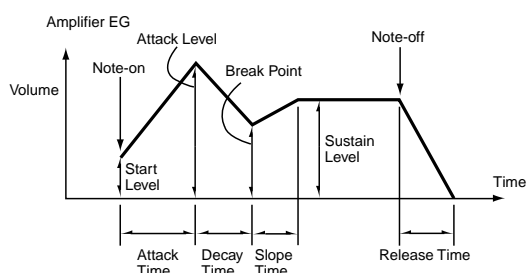 Amplifier EG
Attack Level
Note-off
Note-on
Break Point
Volume
Sustain
Level
Start
Level
Time
Attack
Time
Decay
Time
Slope
Time
Release Time